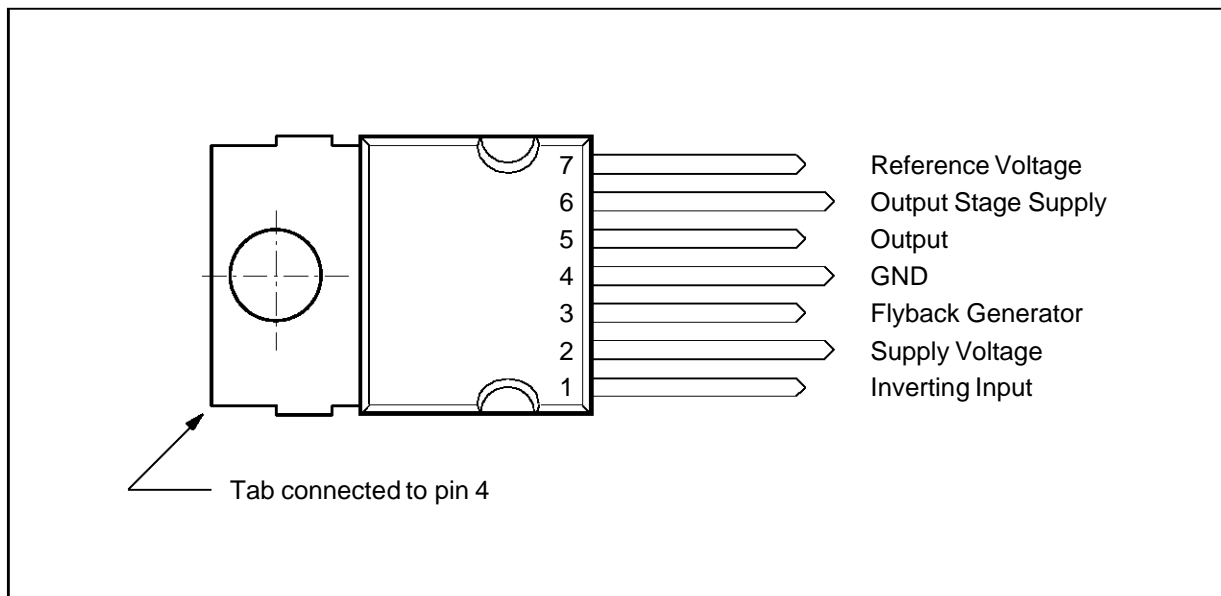 7 Reference Voltage
6 Output Stage Supply
5 Output
4 GND
3 Flyback Generator
2 Supply Voltage
1 Inverting Input
Tab connected to pin 4